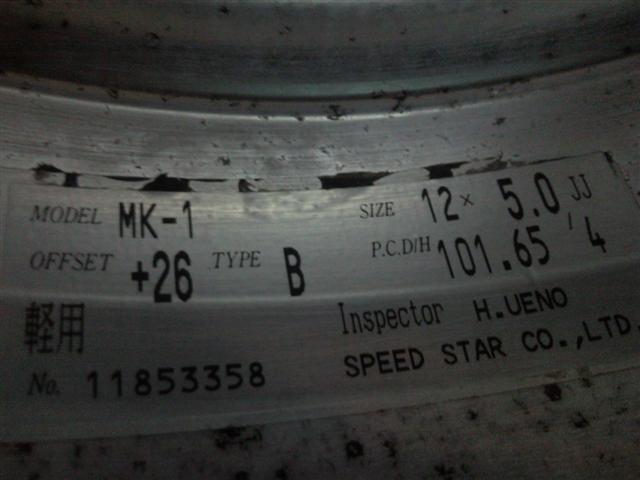 MODEL MK-1 SIZE 12× 5.0 JJ
OFFSET +26 TYPE B P.C.D/H 101.65 ' 4
軽用 Inspector H.UENO
No. 11853358 SPEED STAR CO.,LTD.